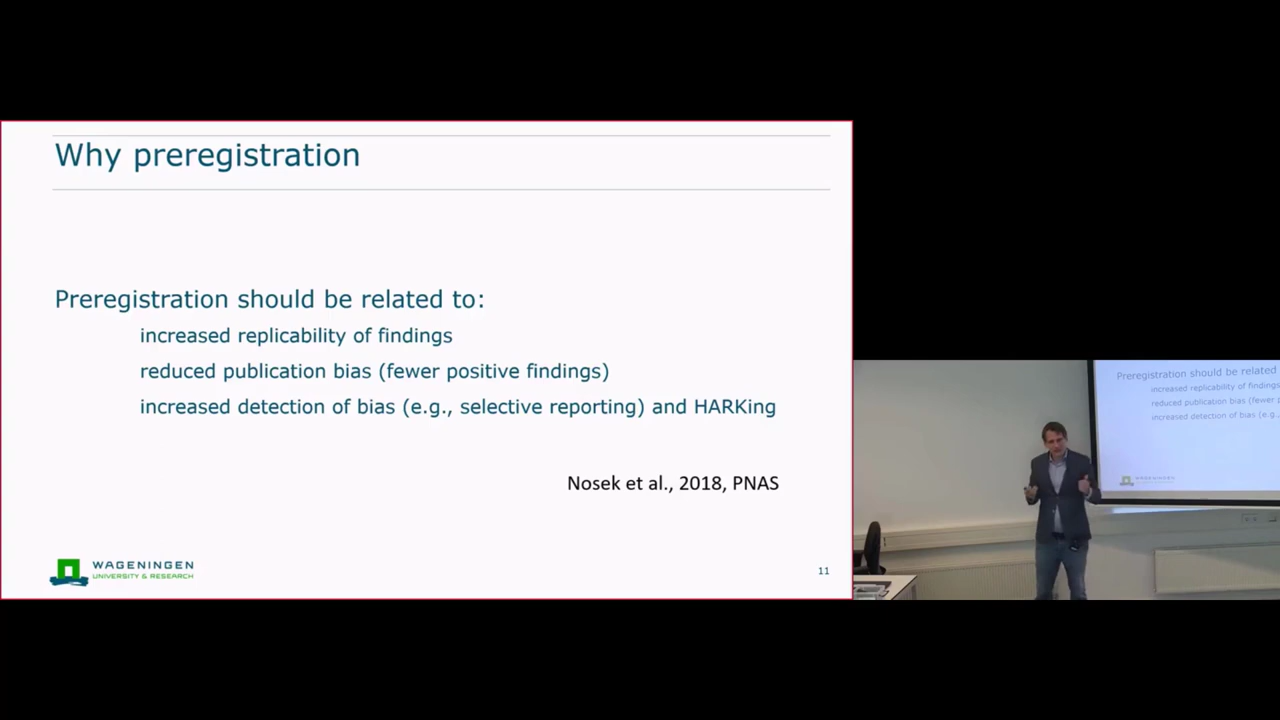 Why preregistration
Preregistration should be related to:
increased replicability of findings
reduced publication bias (fewer positive findings)
increased detection of bias (e.g., selective reporting) and HARKing
Nosek et al., 2018, PNAS
WAGENINGEN
UNIVERSITY & RESEARCH
11
Preregistration should be related
increased replicability of findings
reduced publication bias (fewer p
increased detection of bias (e.g.,
WAGENINGEN